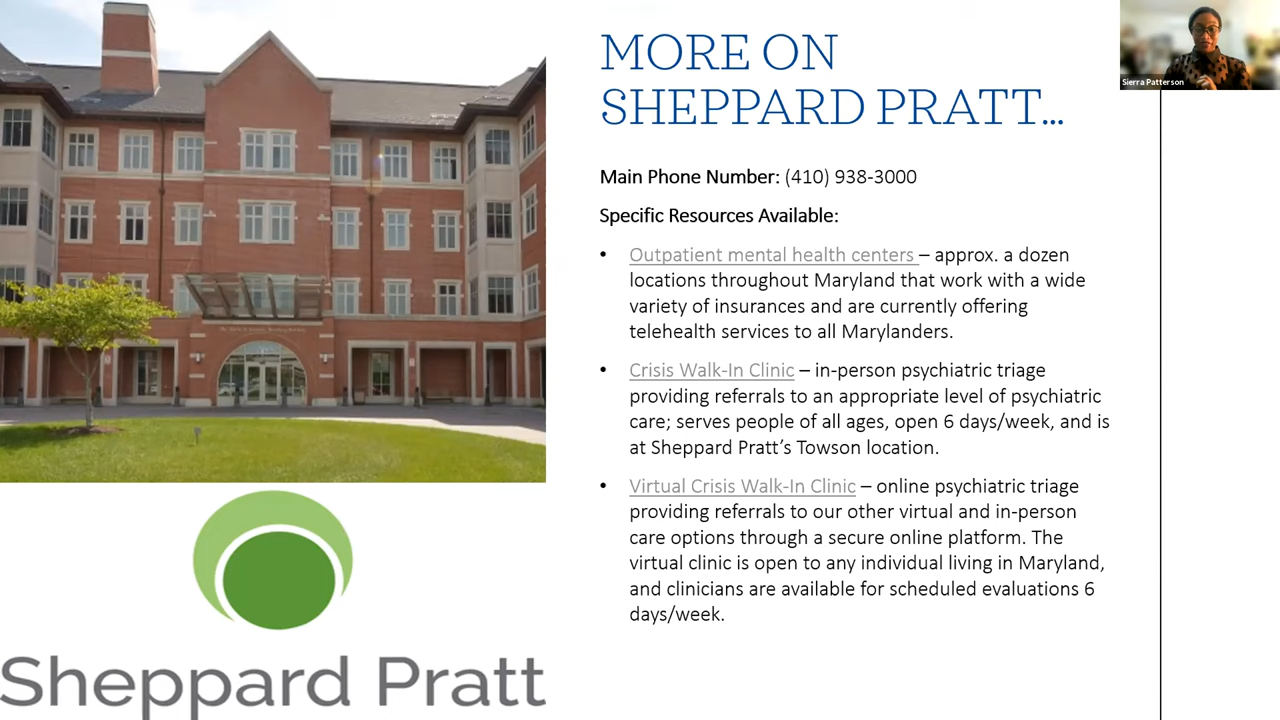 MORE ON
SHEPPARD PRATT…
Sierra Patterson
Main Phone Number: (410) 938-3000
Specific Resources Available:
• Outpatient mental health centers – approx. a dozen
locations throughout Maryland that work with a wide
variety of insurances and are currently offering
telehealth services to all Marylanders.
• Crisis Walk-In Clinic – in-person psychiatric triage
providing referrals to an appropriate level of psychiatric
care; serves people of all ages, open 6 days/week, and is
at Sheppard Pratt’s Towson location.
• Virtual Crisis Walk-In Clinic – online psychiatric triage
providing referrals to our other virtual and in-person
care options through a secure online platform. The
virtual clinic is open to any individual living in Maryland,
and clinicians are available for scheduled evaluations 6
days/week.
Sheppard Pratt